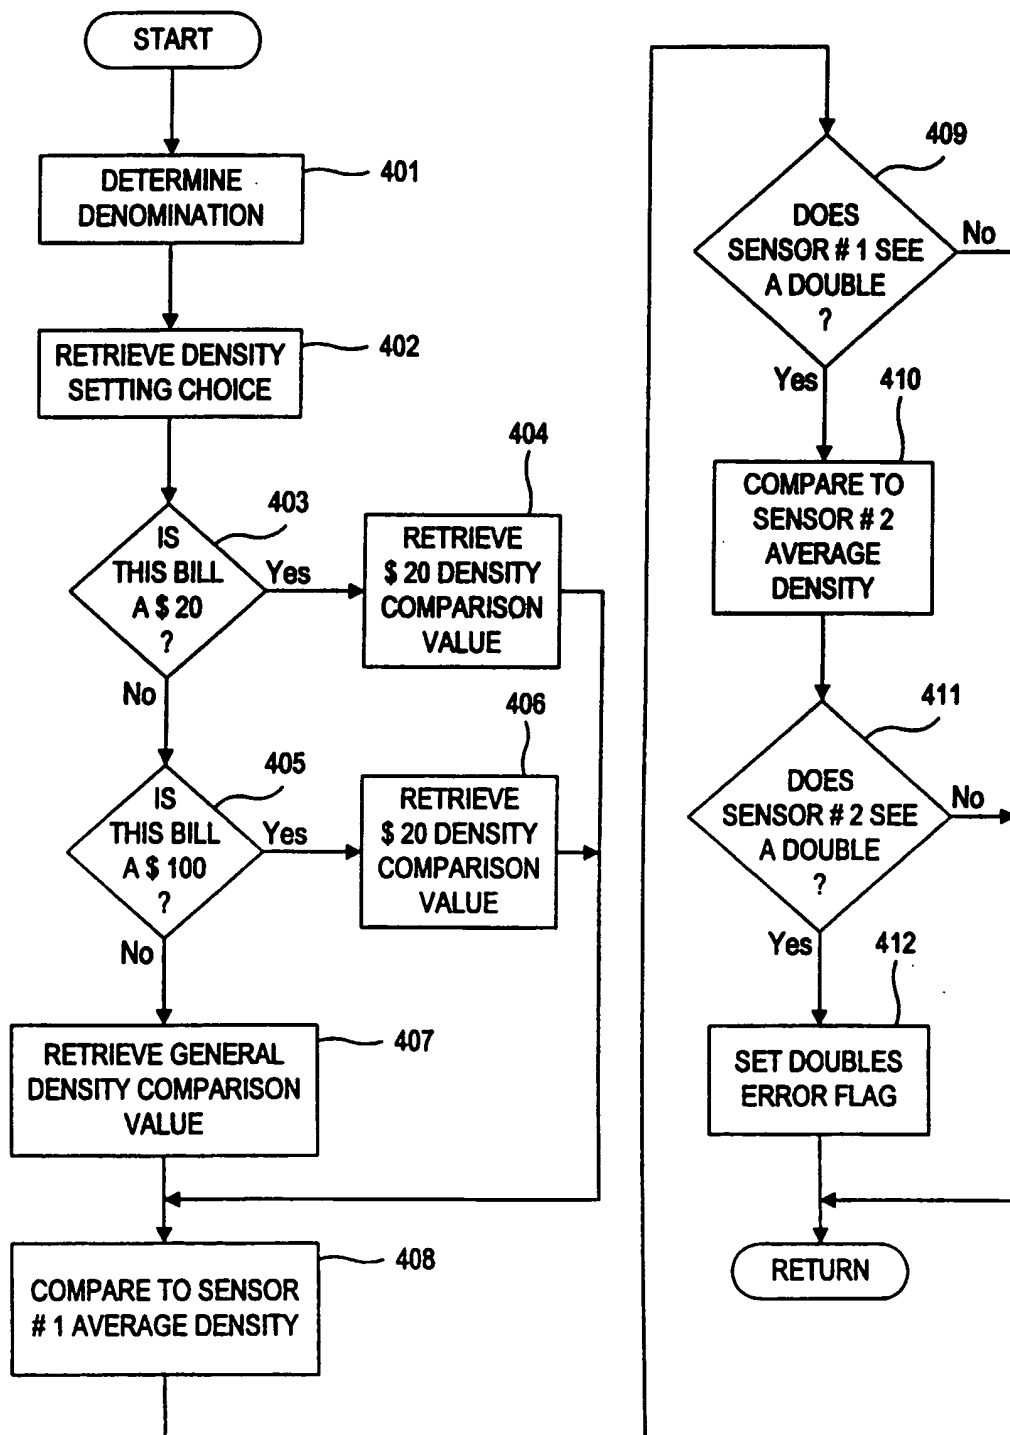 START
DETERMINE
DENOMINATION
401
RETRIEVE DENSITY
SETTING CHOICE
402
403
IS
THIS BILL
A $ 20
?
Yes
No
404
RETRIEVE
$ 20 DENSITY
COMPARISON
VALUE
405
IS
THIS BILL
A $ 100
?
Yes
No
406
RETRIEVE
$ 20 DENSITY
COMPARISON
VALUE
RETRIEVE GENERAL
DENSITY COMPARISON
VALUE
407
COMPARE TO SENSOR
# 1 AVERAGE DENSITY
408
409
DOES
SENSOR # 1 SEE
A DOUBLE
?
No
Yes
410
COMPARE TO
SENSOR # 2
AVERAGE
DENSITY
411
DOES
SENSOR # 2 SEE
A DOUBLE
?
No
Yes
412
SET DOUBLES
ERROR FLAG
RETURN